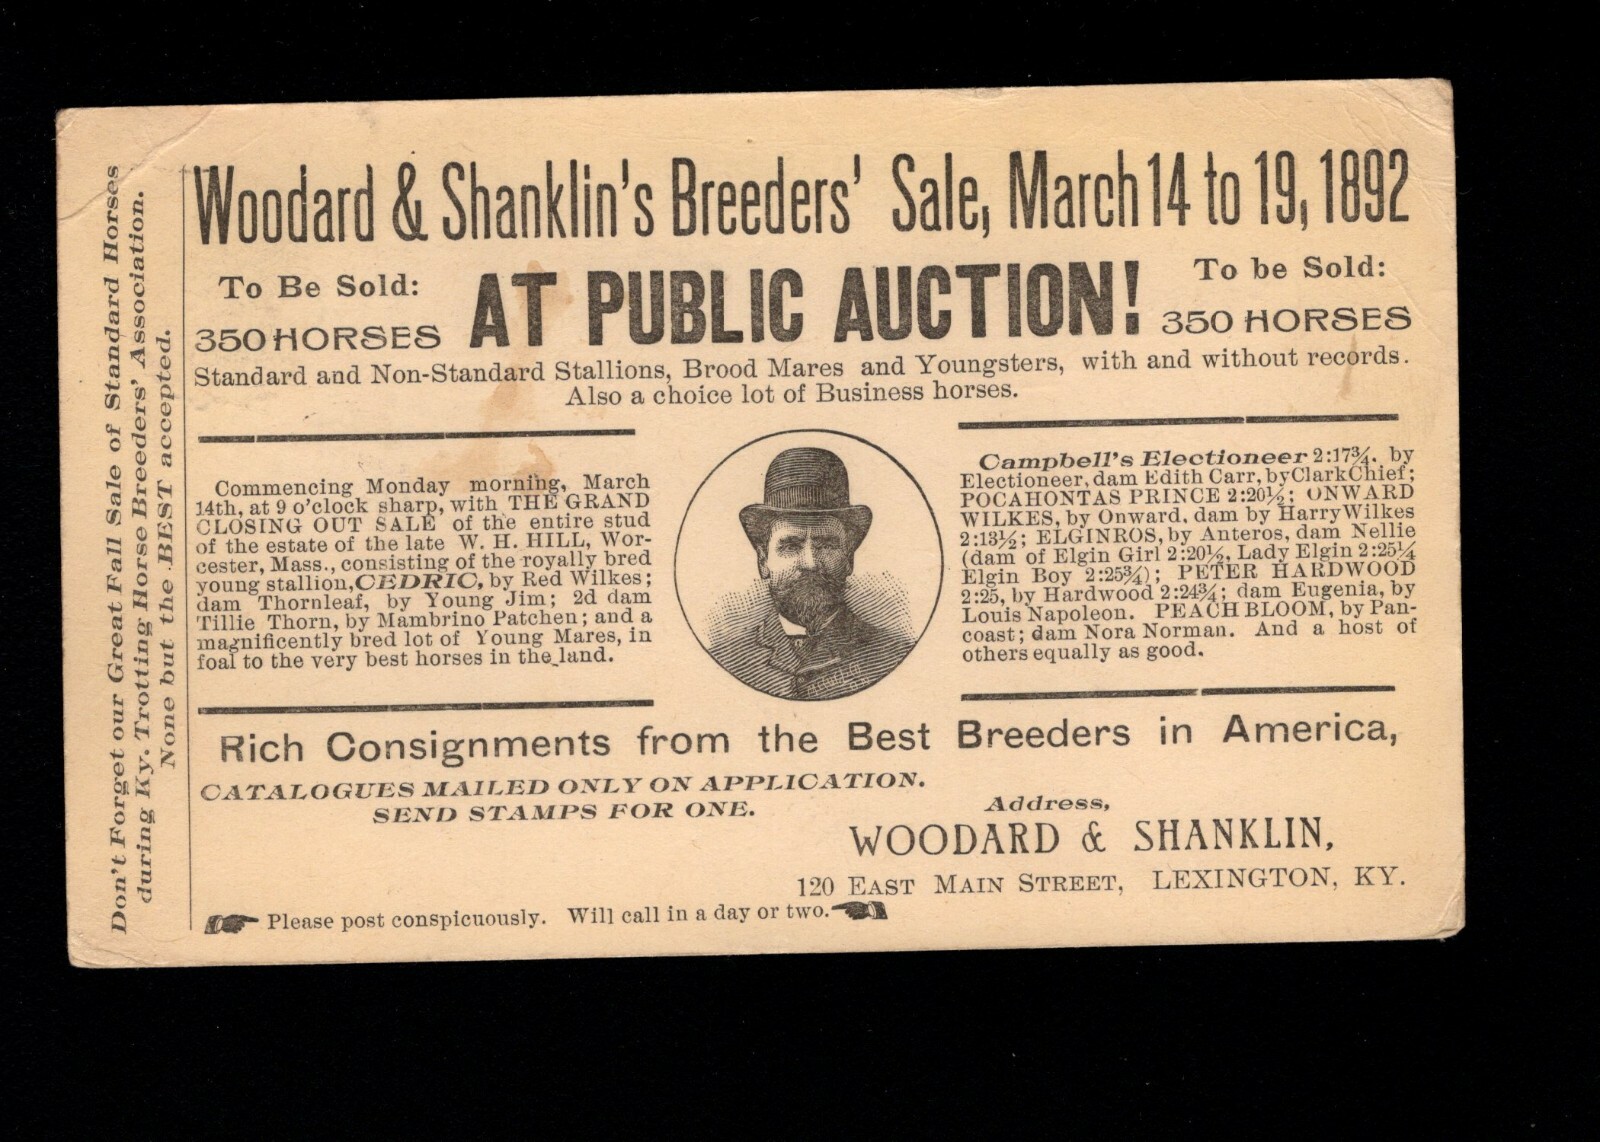 Don't Forget our Great Fall Sale of Standard Horses
during Ky. Trotting Horse Breeders' Association.
None but the BEST accepted.
Woodard & Shanklin's Breeders' Sale, March 14 to 19, 1892
To Be Sold:
350 HORSES
AT PUBLIC AUCTION!
To be Sold:
350 HORSES
Standard and Non-Standard Stallions, Brood Mares and Youngsters, with and without records.
Also a choice lot of Business horses.
Commencing Monday morning, March
14th, at 9 o'clock sharp, with THE GRAND
CLOSING OUT SALE of the entire stud
of the estate of the late W. H. HILL, Wor-
cester, Mass., consisting of the royally bred
young stallion, CEDRIC, by Red Wilkes;
dam Thornleaf, by Young Jim; 2d dam
Tillie Thorn, by Mambrino Patchen; and a
magnificently bred lot of Young Mares, in
foal to the very best horses in the land.
Campbell's Electioneer 2:17¾, by
Electioneer, dam Edith Carr, by Clark Chief;
POCAHONTAS PRINCE 2:20½; ONWARD
WILKES, by Onward, dam by Harry Wilkes
2:13½; ELGINROS, by Anteros, dam Nellie
(dam of Elgin Girl 2:20½, Lady Elgin 2:25¼
Elgin Boy 2:25¾); PETER HARDWOOD
2:25, by Hardwood 2:24¾; dam Eugenia, by
Louis Napoleon. PEACH BLOOM, by Pan-
coast; dam Nora Norman. And a host of
others equally as good.
Rich Consignments from the Best Breeders in America,
CATALOGUES MAILED ONLY ON APPLICATION.
SEND STAMPS FOR ONE.
Address,
WOODARD & SHANKLIN,
120 EAST MAIN STREET, LEXINGTON, KY.
Please post conspicuously. Will call in a day or two.